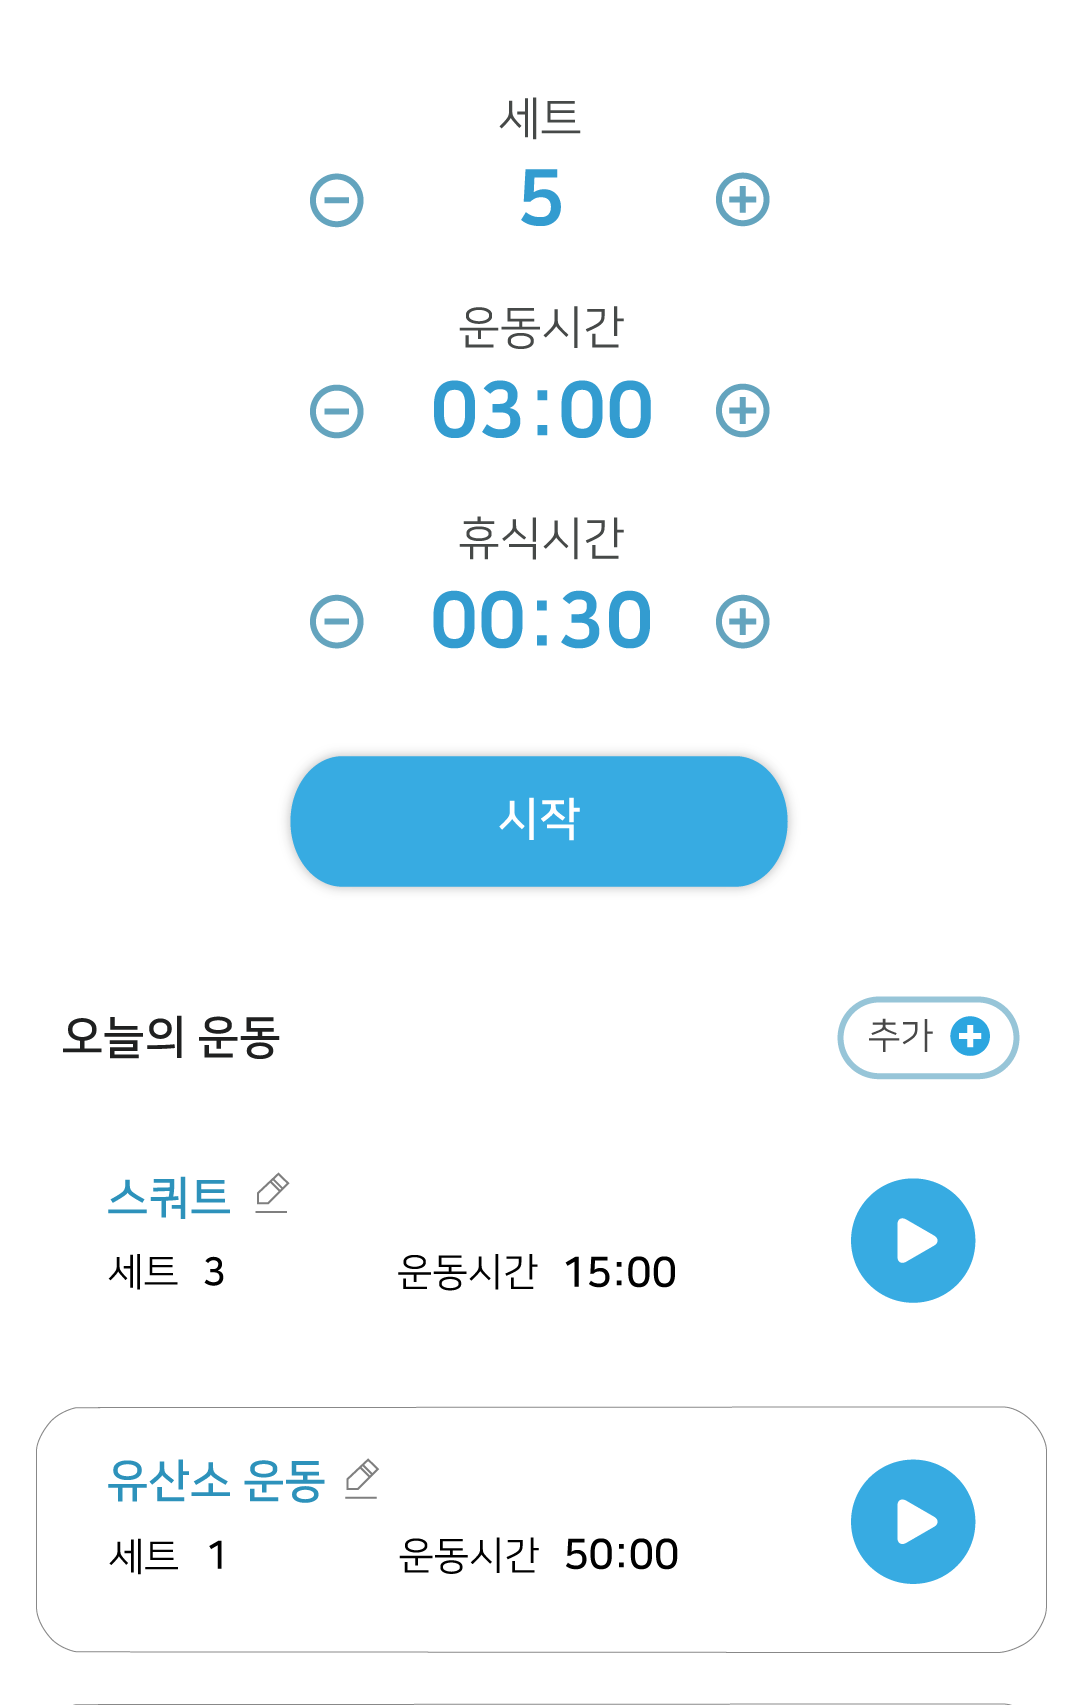 세트
5
운동시간
03:00
휴식시간
00:30
시작
오늘의 운동
추가
스쿼트
세트 3 운동시간 15:00
유산소 운동
세트 1 운동시간 50:00